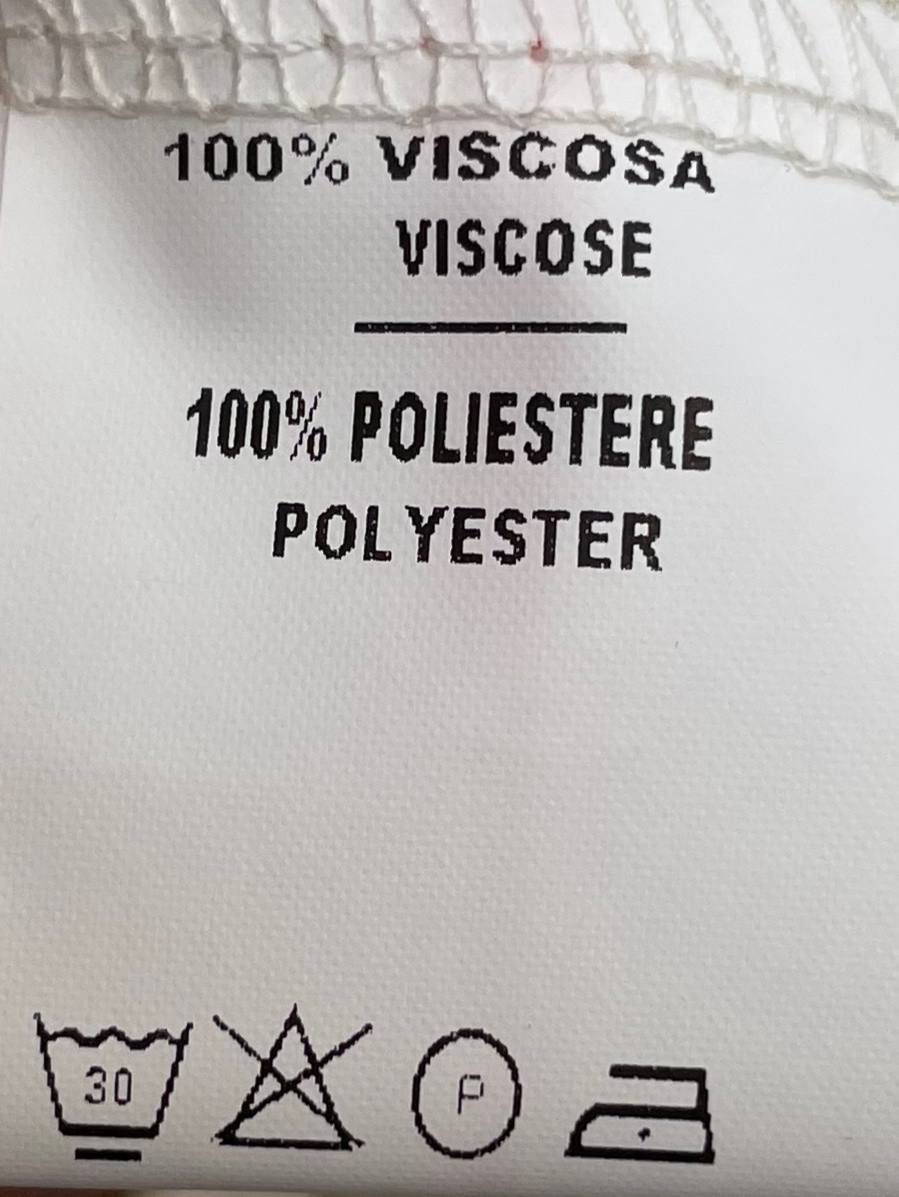 100% VISCOSA
VISCOSE
100% POLIESTERE
POLYESTER
30 P